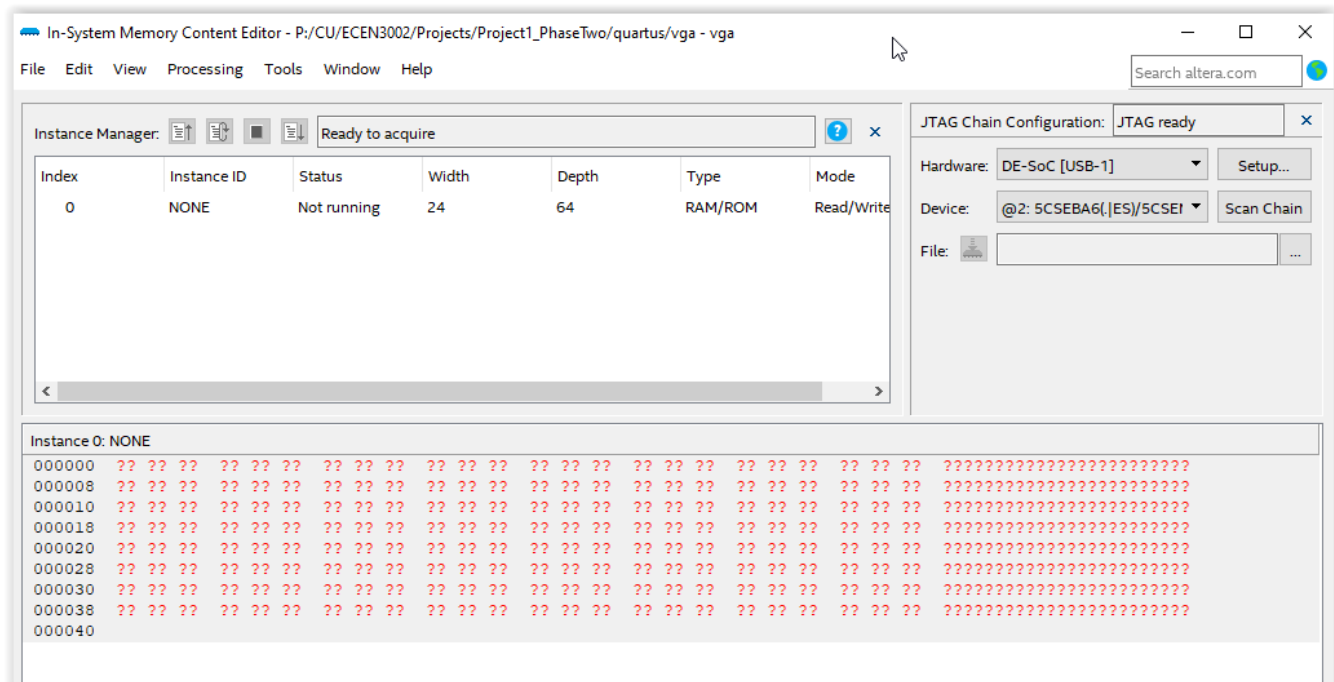 In-System Memory Content Editor - P:/CU/ECEN3002/Projects/Project1_PhaseTwo/quartus/vga - vga
File Edit View Processing Tools Window Help
Search altera.com
Instance Manager: Ready to acquire
Index Instance ID Status Width Depth Type Mode
0 NONE Not running 24 64 RAM/ROM Read/Write
JTAG Chain Configuration: JTAG ready
Hardware: DE-SoC [USB-1] Setup...
Device: @2: 5CSEBA6(.|ES)/5CSEM Scan Chain
File: ...
Instance 0: NONE
000000 ?? ?? ?? ?? ?? ?? ?? ?? ?? ?? ?? ?? ?? ?? ?? ?? ?? ?? ?? ?? ?? ?? ?? ?? ????????????????????????
000008 ?? ?? ?? ?? ?? ?? ?? ?? ?? ?? ?? ?? ?? ?? ?? ?? ?? ?? ?? ?? ?? ?? ?? ?? ????????????????????????
000010 ?? ?? ?? ?? ?? ?? ?? ?? ?? ?? ?? ?? ?? ?? ?? ?? ?? ?? ?? ?? ?? ?? ?? ?? ????????????????????????
000018 ?? ?? ?? ?? ?? ?? ?? ?? ?? ?? ?? ?? ?? ?? ?? ?? ?? ?? ?? ?? ?? ?? ?? ?? ????????????????????????
000020 ?? ?? ?? ?? ?? ?? ?? ?? ?? ?? ?? ?? ?? ?? ?? ?? ?? ?? ?? ?? ?? ?? ?? ?? ????????????????????????
000028 ?? ?? ?? ?? ?? ?? ?? ?? ?? ?? ?? ?? ?? ?? ?? ?? ?? ?? ?? ?? ?? ?? ?? ?? ????????????????????????
000030 ?? ?? ?? ?? ?? ?? ?? ?? ?? ?? ?? ?? ?? ?? ?? ?? ?? ?? ?? ?? ?? ?? ?? ?? ????????????????????????
000038 ?? ?? ?? ?? ?? ?? ?? ?? ?? ?? ?? ?? ?? ?? ?? ?? ?? ?? ?? ?? ?? ?? ?? ?? ????????????????????????
000040